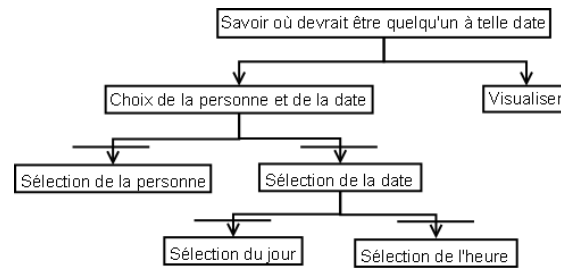 Savoir où devrait être quelqu'un à telle date
Choix de la personne et de la date
Visualiser
Sélection de la personne
Sélection de la date
Sélection du jour
Sélection de l'heure